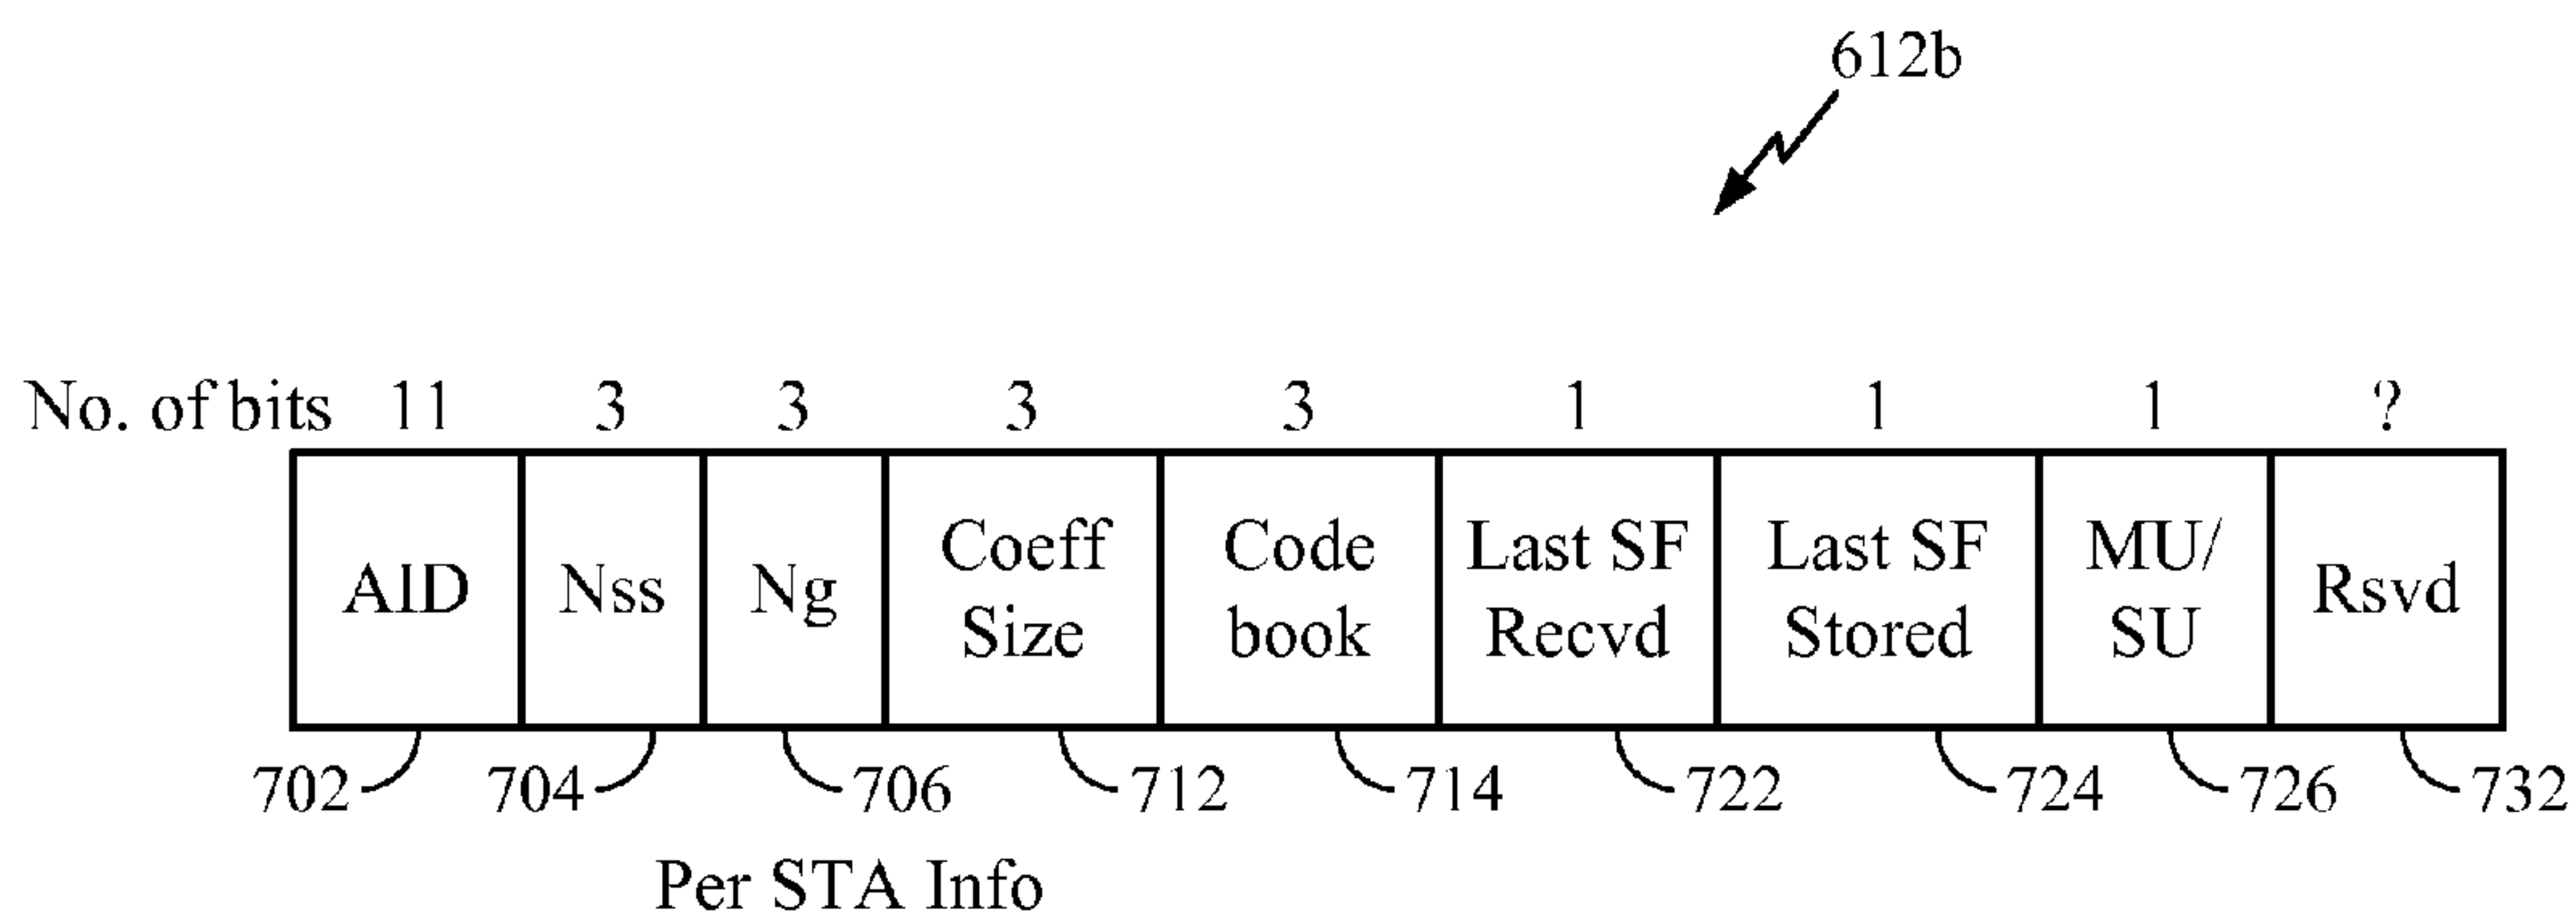 612b
No. of bits 11 3 3 3 3 1 1 1 ?
AID Nss Ng Coeff Size Code book Last SF Recvd Last SF Stored MU/ SU Rsvd
702 704 706 712 714 722 724 726 732
Per STA Info